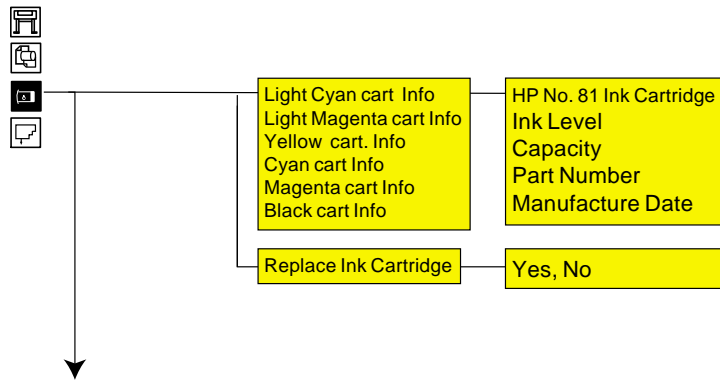 Light Cyan cart Info
Light Magenta cart Info
Yellow cart. Info
Cyan cart Info
Magenta cart Info
Black cart Info
HP No. 81 Ink Cartridge
Ink Level
Capacity
Part Number
Manufacture Date
Replace Ink Cartridge
Yes, No